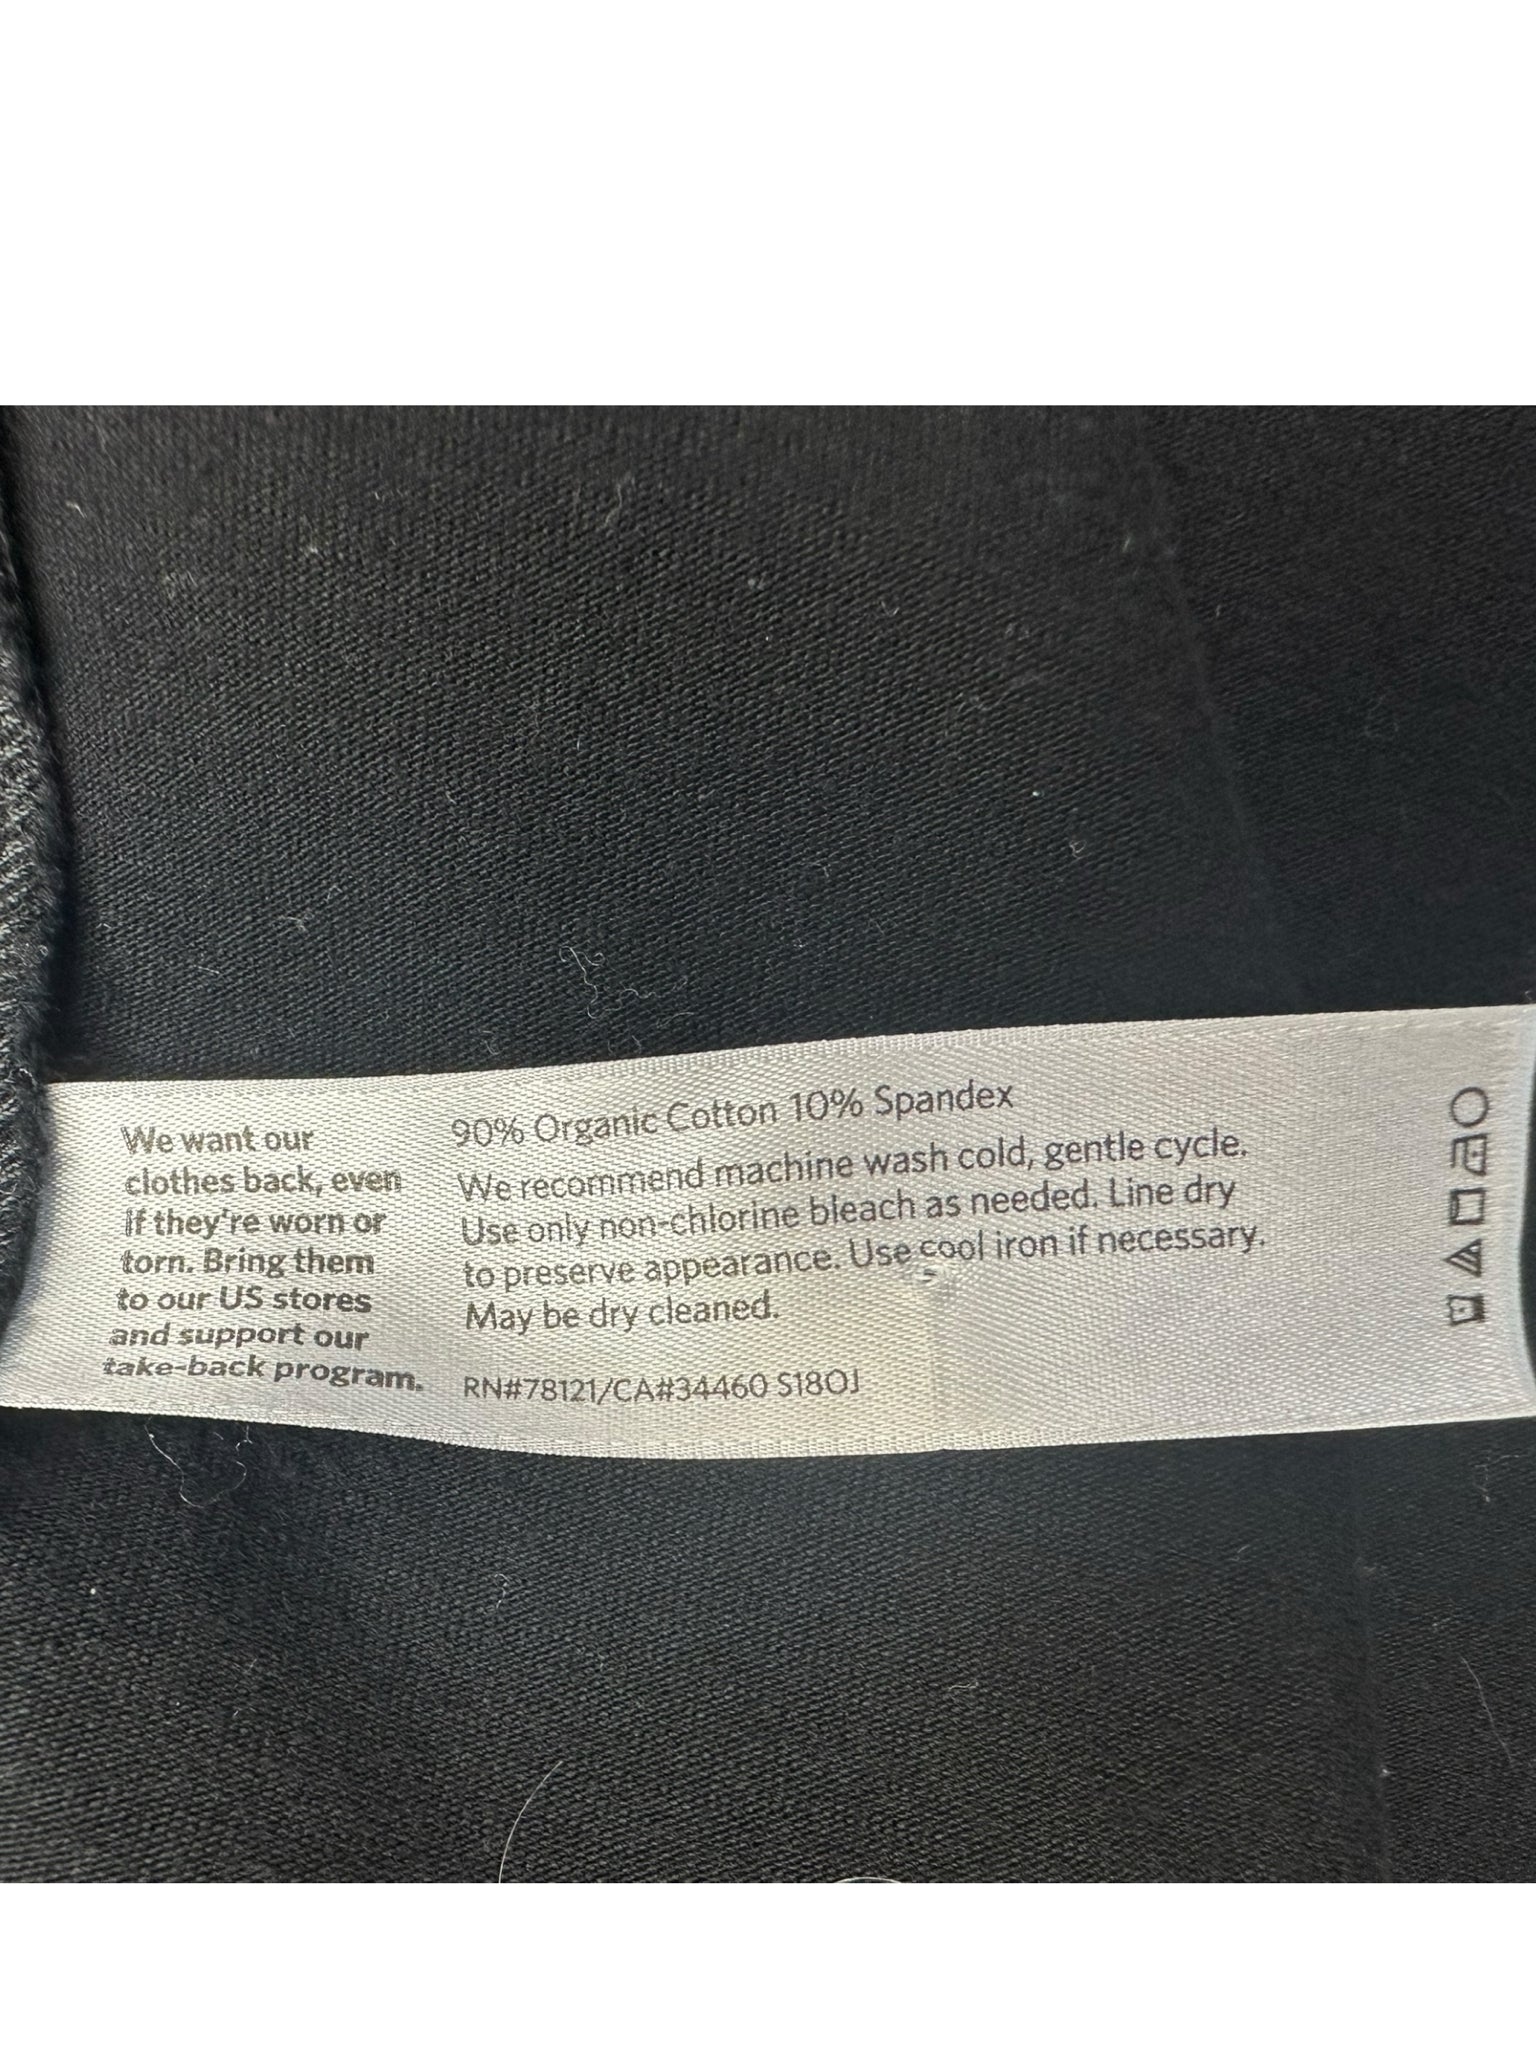 We want our
clothes back, even
if they're worn or
torn. Bring them
to our US stores
and support our
take-back program.
90% Organic Cotton 10% Spandex
We recommend machine wash cold, gentle cycle.
Use only non-chlorine bleach as needed. Line dry
to preserve appearance. Use cool iron if necessary.
May be dry cleaned.
RN#78121/CA#34460 S18OJ